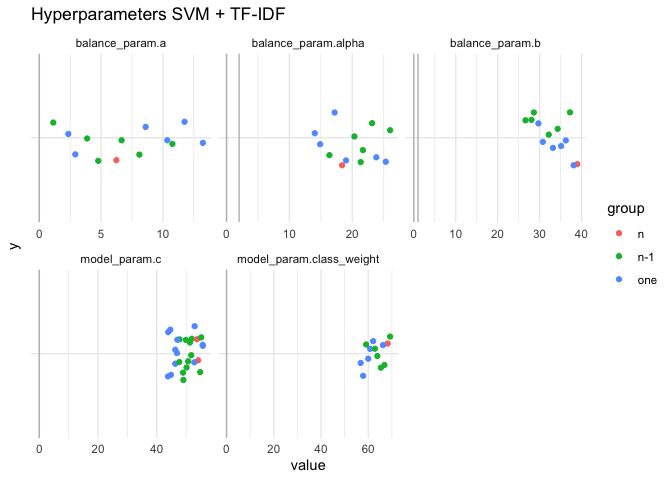 Hyperparameters SVM + TF-IDF
balance_param.a
balance_param.alpha
balance_param.b
0 5 10
0 10 20
0 10 20 30 40
model_param.c
model_param.class_weight
0 20 40
0 20 40 60
y
value
group
n
n-1
one